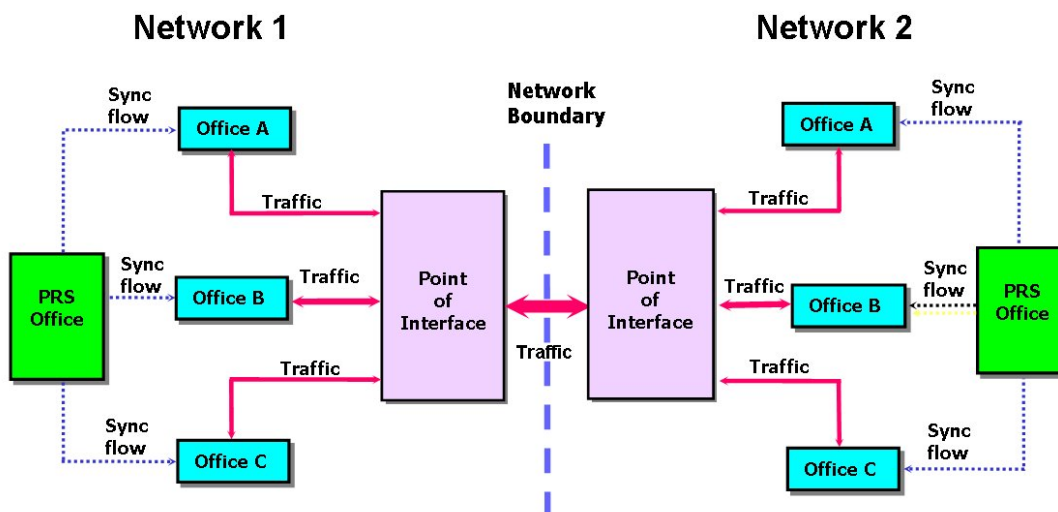 Network 1
Network 2
Sync
flow
Office A
Traffic
PRS
Office
Sync
flow
Office B
Traffic
Sync
flow
Office C
Traffic
Point
of
Interface
Network
Boundary
Traffic
Point
of
Interface
Office A
Sync
flow
Traffic
Traffic
Office B
Sync
flow
PRS
Office
Traffic
Office C
Sync
flow